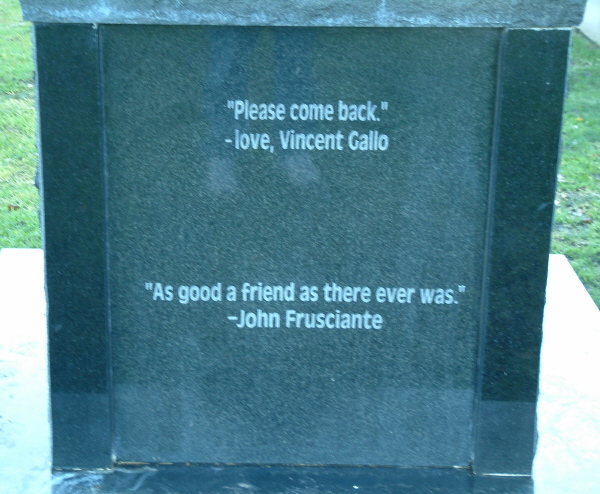 "Please come back."
-love, Vincent Gallo
"As good a friend as there ever was."
-John Frusciante